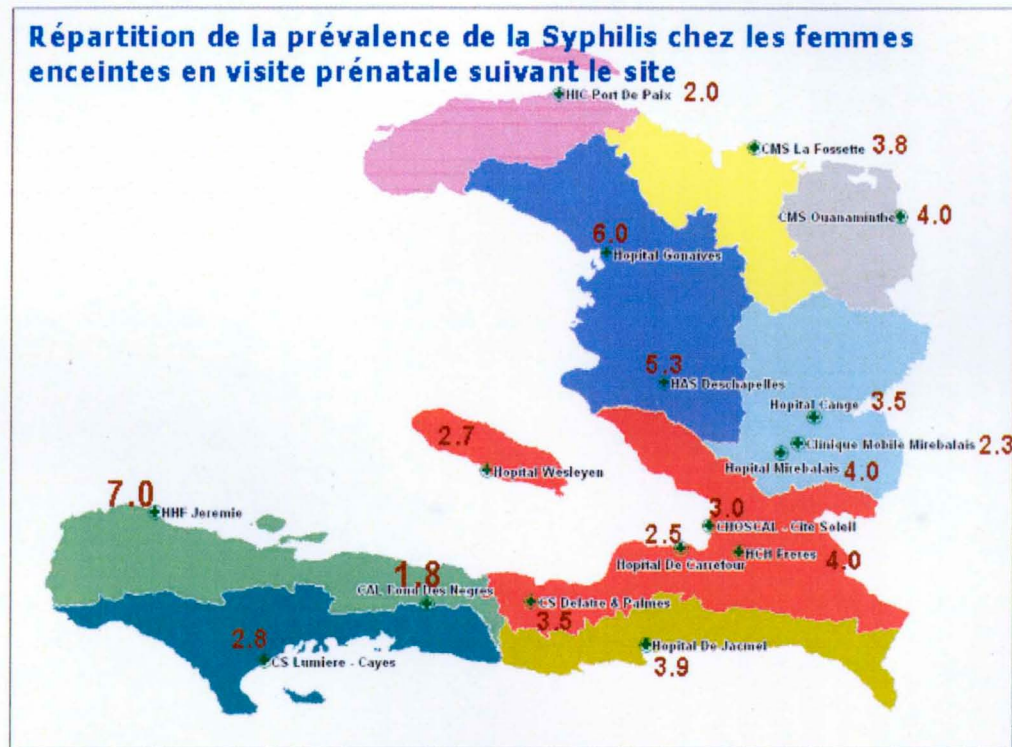 Répartition de la prévalence de la Syphilis chez les femmes
enceintes en visite prénatale suivant le site
HIC Port De Paix 2.0
CMS La Fossette 3.8
CMS Ouanaminthe 4.0
6.0
Hopital Gonaives
5.3
HAS Deschapelles
Hopital Cange 3.5
Clinique Mobile Mirebalais 2.3
Hopital Mirebalais 4.0
2.7
Hopital Wesleyen
7.0
HHF Jeremie
3.0
CHOSCAL - Cite Soleil
2.5
Hopital De Carrefour
HCH Freres
4.0
1.8
CAL Fond Des Negres
CS Delatre & Palmes
3.5
2.8
CS Lumiere - Cayes
Hopital De Jacmel
3.9